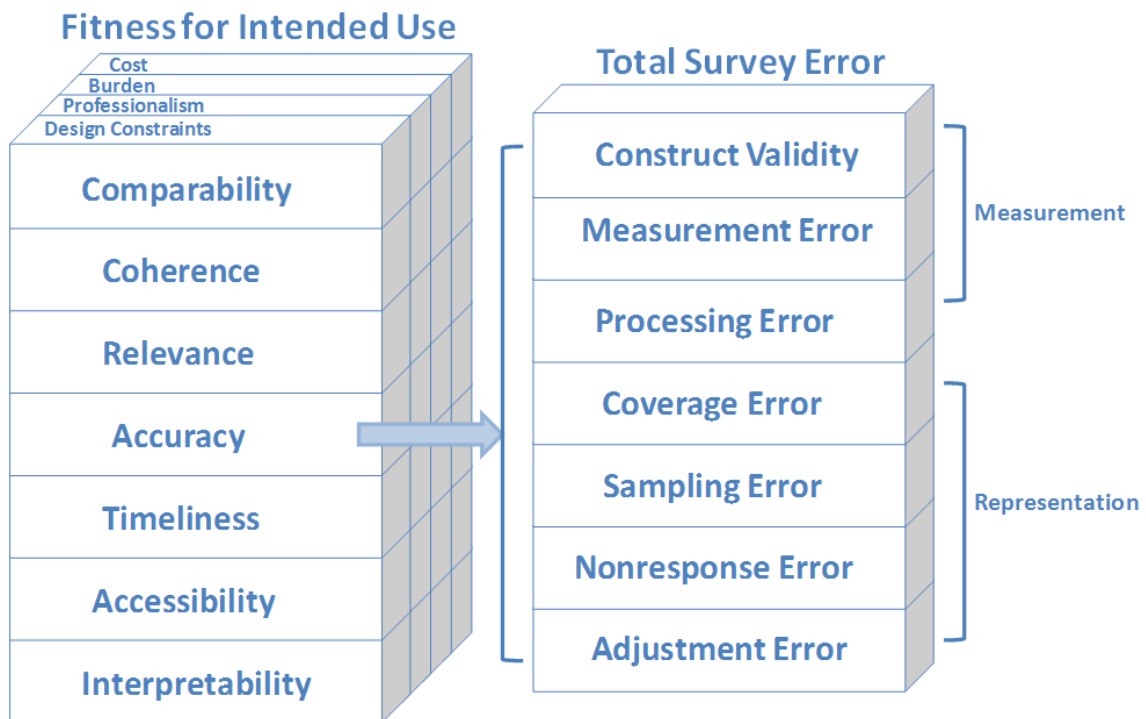 Fitness for Intended Use
Cost
Burden
Professionalism
Design Constraints
Comparability
Coherence
Relevance
Accuracy
Timeliness
Accessibility
Interpretability
Total Survey Error
Construct Validity
Measurement Error
Processing Error
Coverage Error
Sampling Error
Nonresponse Error
Adjustment Error
Measurement
Representation